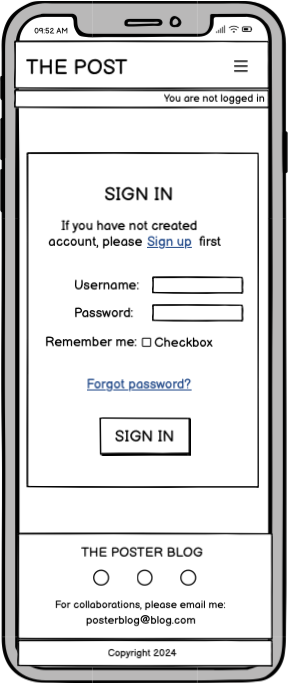 09:52 AM
THE POST
You are not logged in
SIGN IN
If you have not created
account, please Sign up first
Username:
Password:
Remember me: Checkbox
Forgot password?
SIGN IN
THE POSTER BLOG
For collaborations, please email me:
posterblog@blog.com
Copyright 2024